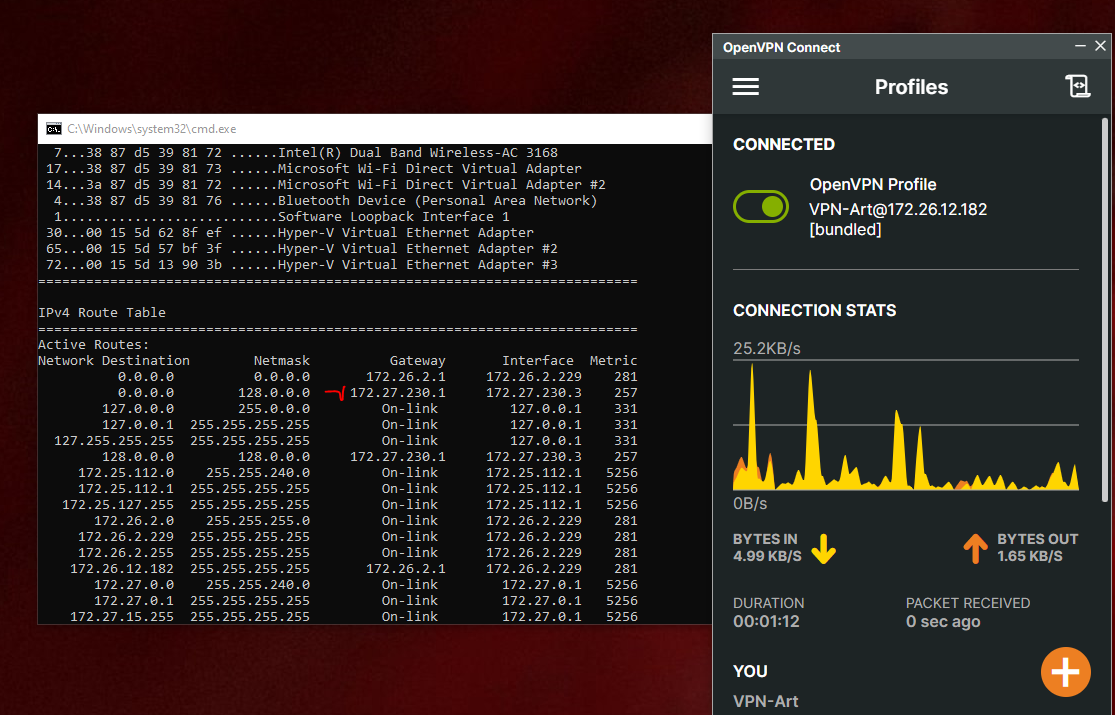 C:\Windows\system32\cmd.exe
7...38 87 d5 39 81 72 ......Intel(R) Dual Band Wireless-AC 3168
17...38 87 d5 39 81 73 ......Microsoft Wi-Fi Direct Virtual Adapter
14...3a 87 d5 39 81 72 ......Microsoft Wi-Fi Direct Virtual Adapter #2
4...38 87 d5 39 81 76 ......Bluetooth Device (Personal Area Network)
1...........................Software Loopback Interface 1
30...00 15 5d 62 8f ef ......Hyper-V Virtual Ethernet Adapter
65...00 15 5d 57 bf 3f ......Hyper-V Virtual Ethernet Adapter #2
72...00 15 5d 13 90 3b ......Hyper-V Virtual Ethernet Adapter #3
===========================================================================
IPv4 Route Table
===========================================================================
Active Routes:
Network Destination Netmask Gateway Interface Metric
0.0.0.0 0.0.0.0 172.26.2.1 172.26.2.229 281
0.0.0.0 128.0.0.0 172.27.230.1 172.27.230.3 257
127.0.0.0 255.0.0.0 On-link 127.0.0.1 331
127.0.0.1 255.255.255.255 On-link 127.0.0.1 331
127.255.255.255 255.255.255.255 On-link 127.0.0.1 331
128.0.0.0 128.0.0.0 172.27.230.1 172.27.230.3 257
172.25.112.0 255.255.240.0 On-link 172.25.112.1 5256
172.25.112.1 255.255.255.255 On-link 172.25.112.1 5256
172.25.127.255 255.255.255.255 On-link 172.25.112.1 5256
172.26.2.0 255.255.255.0 On-link 172.26.2.229 281
172.26.2.229 255.255.255.255 On-link 172.26.2.229 281
172.26.2.255 255.255.255.255 On-link 172.26.2.229 281
172.26.12.182 255.255.255.255 172.26.2.1 172.26.2.229 281
172.27.0.0 255.255.240.0 On-link 172.27.0.1 5256
172.27.0.1 255.255.255.255 On-link 172.27.0.1 5256
172.27.15.255 255.255.255.255 On-link 172.27.0.1 5256
OpenVPN Connect
Profiles
CONNECTED
OpenVPN Profile
VPN-Art@172.26.12.182
[bundled]
CONNECTION STATS
25.2KB/s
0B/s
BYTES IN
4.99 KB/S
BYTES OUT
1.65 KB/S
DURATION
00:01:12
PACKET RECEIVED
0 sec ago
YOU
VPN-Art